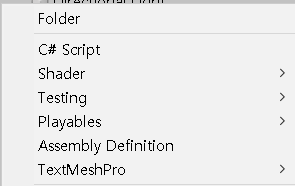 Folder
C# Script
Shader
Testing
Playables
Assembly Definition
TextMeshPro